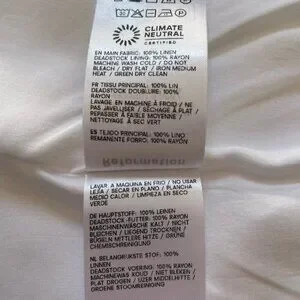 CLIMATE
NEUTRAL
CERTIFIED
EN MAIN FABRIC: 100% LINEN
DEADSTOCK LINING: 100% RAYON
MACHINE WASH COLD / DO NOT
BLEACH / DRY FLAT / IRON MEDIUM
HEAT / GREEN DRY CLEAN
FR TISSU PRINCIPAL: 100% LIN
DEADSTOCK DOUBLURE: 100%
RAYON
LAVAGE EN MACHINE À FROID / NE
PAS JAVELLISER / SÉCHAGE À PLAT /
REPASSER À FAIBLE MOYENNE /
NETTOYAGE À SEC VERT
ES TEJIDO PRINCIPAL: 100% LINO
REMANENTE FORRO: 100% RAYON
Reformation
LAVAR A MAQUINA EN FRIO / NO USAR
LEJIA / SECAR EN PLANO / PLANCHA
MEDIO CALOR / LIMPIEZA EN SECO
VERDE
DE HAUPTSTOFF: 100% LEINEN
DEADSTOCK-FUTTER: 100% RAYON
MASCHINENWÄSCHE KALT / NICHT
BLEICHEN / LIEGEND TROCKNEN /
BÜGELN MITTLERE HITZE / GRÜNE
CHEMISCHREINIGUNG
NL BELANGRIJKSTE STOF: 100%
LINNEN
DEADSTOCK VOERING: 100% RAYON
MACHINEWAS KOUD / NIET BLEKEN /
PLAT DROGEN / IJZER MIDDELHITTE /
GROENE STOOMREINIGING